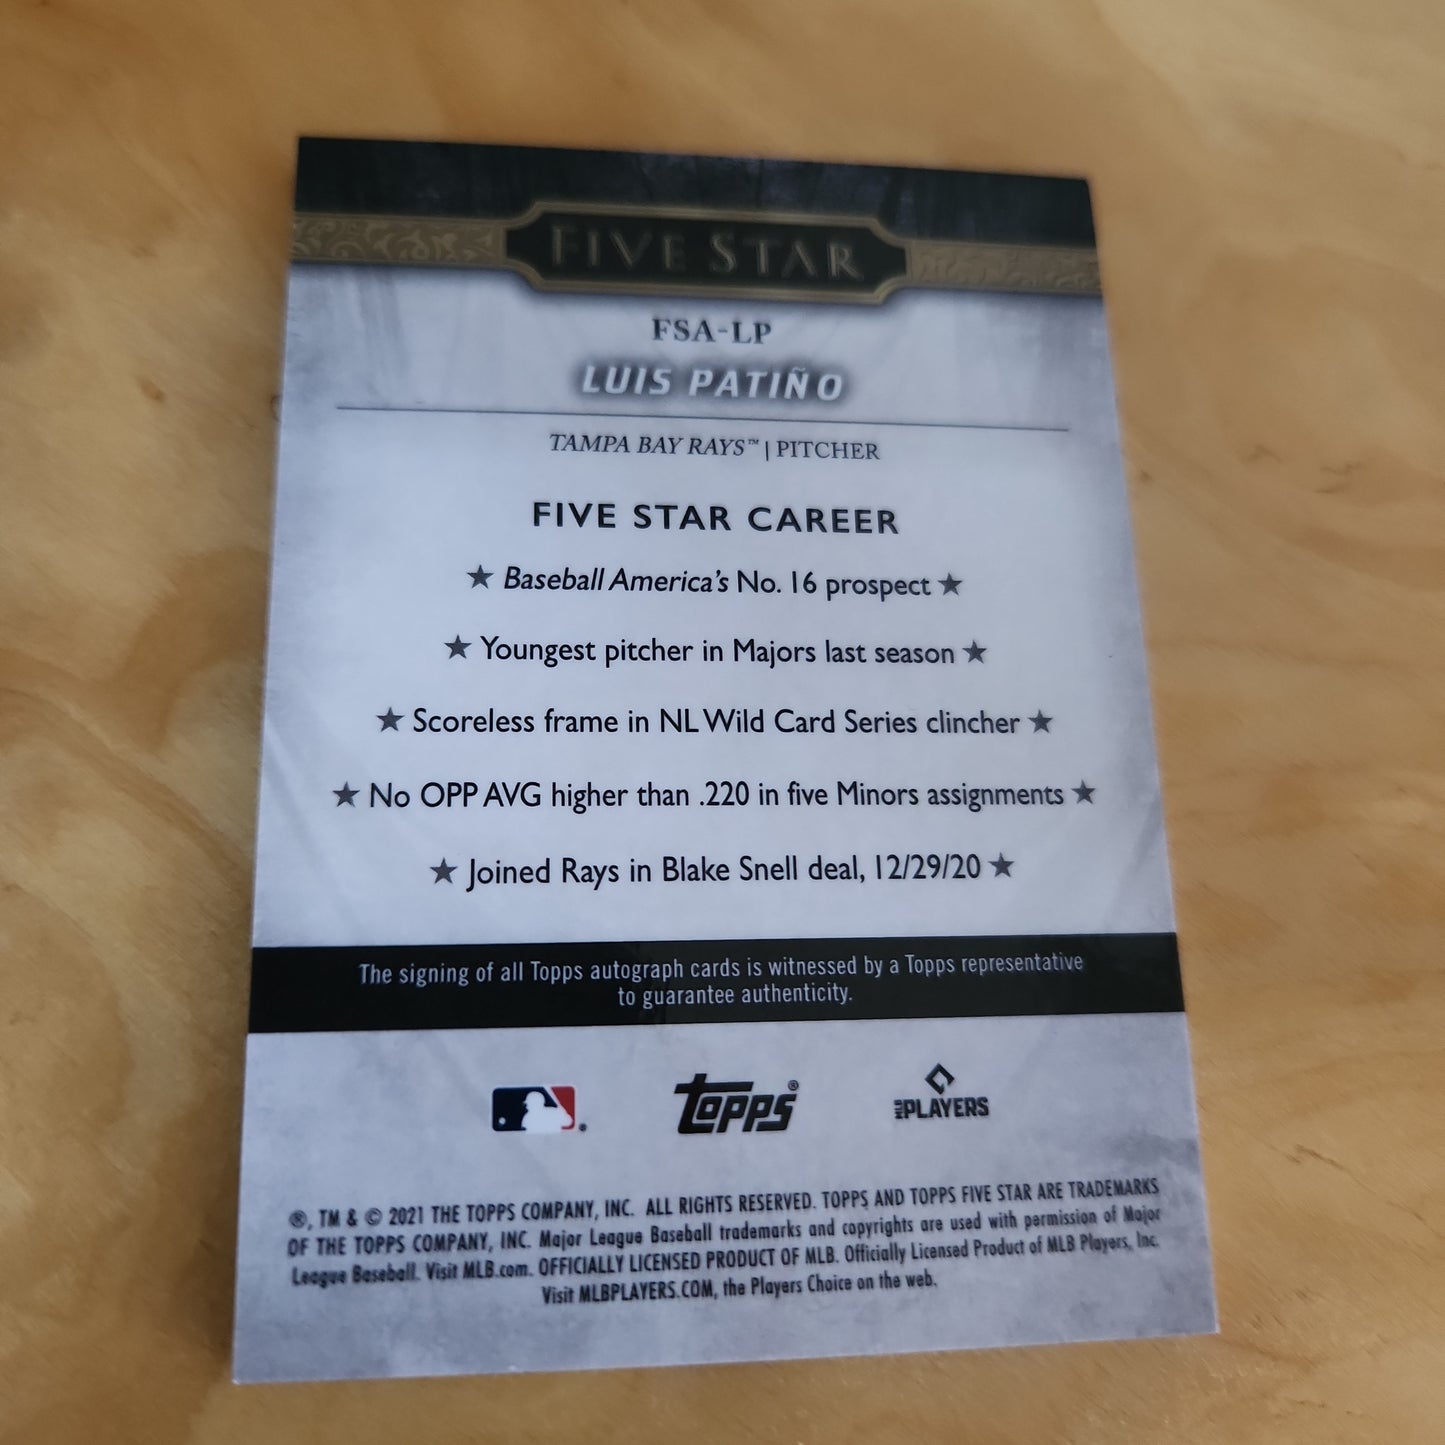 FIVE STAR
FSA-LP
LUIS PATIÑO
TAMPA BAY RAYS™ | PITCHER
FIVE STAR CAREER
★ Baseball America's No. 16 prospect ★
★ Youngest pitcher in Majors last season ★
★ Scoreless frame in NL Wild Card Series clincher ★
★ No OPP AVG higher than .220 in five Minors assignments ★
★ Joined Rays in Blake Snell deal, 12/29/20 ★
The signing of all Topps autograph cards is witnessed by a Topps representative
to guarantee authenticity.
topps® MLB PLAYERS
®, TM & © 2021 THE TOPPS COMPANY, INC. ALL RIGHTS RESERVED. TOPPS AND TOPPS FIVE STAR ARE TRADEMARKS
OF THE TOPPS COMPANY, INC. Major League Baseball trademarks and copyrights are used with permission of Major
League Baseball. Visit MLB.com. OFFICIALLY LICENSED PRODUCT OF MLB. Officially Licensed Product of MLB Players, Inc.
Visit MLBPLAYERS.COM, the Players Choice on the web.